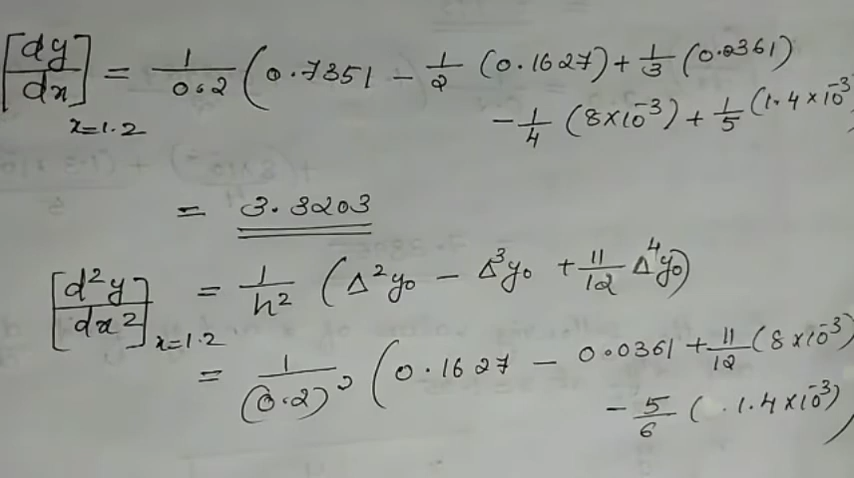 [dy/dx]x=1.2 = 1/0.2 (0.7351 - 1/2 (0.1627) + 1/3 (0.0361)
- 1/4 (8×10⁻³) + 1/5 (1.4×10⁻³)
= 3.3203
[d²y/dx²]x=1.2 = 1/h² (Δ²y₀ - Δ³y₀ + 11/12 Δ⁴y₀)
= 1/(0.2)² (0.1627 - 0.0361 + 11/12 (8×10⁻³)
- 5/6 (.1.4×10⁻³)